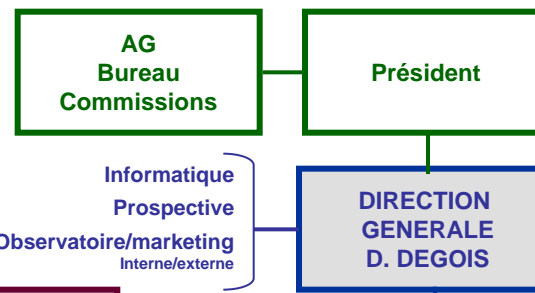 AG
Bureau
Commissions
Président
Informatique
Prospective
Observatoire/marketing
Interne/externe
DIRECTION
GENERALE
D. DEGOIS